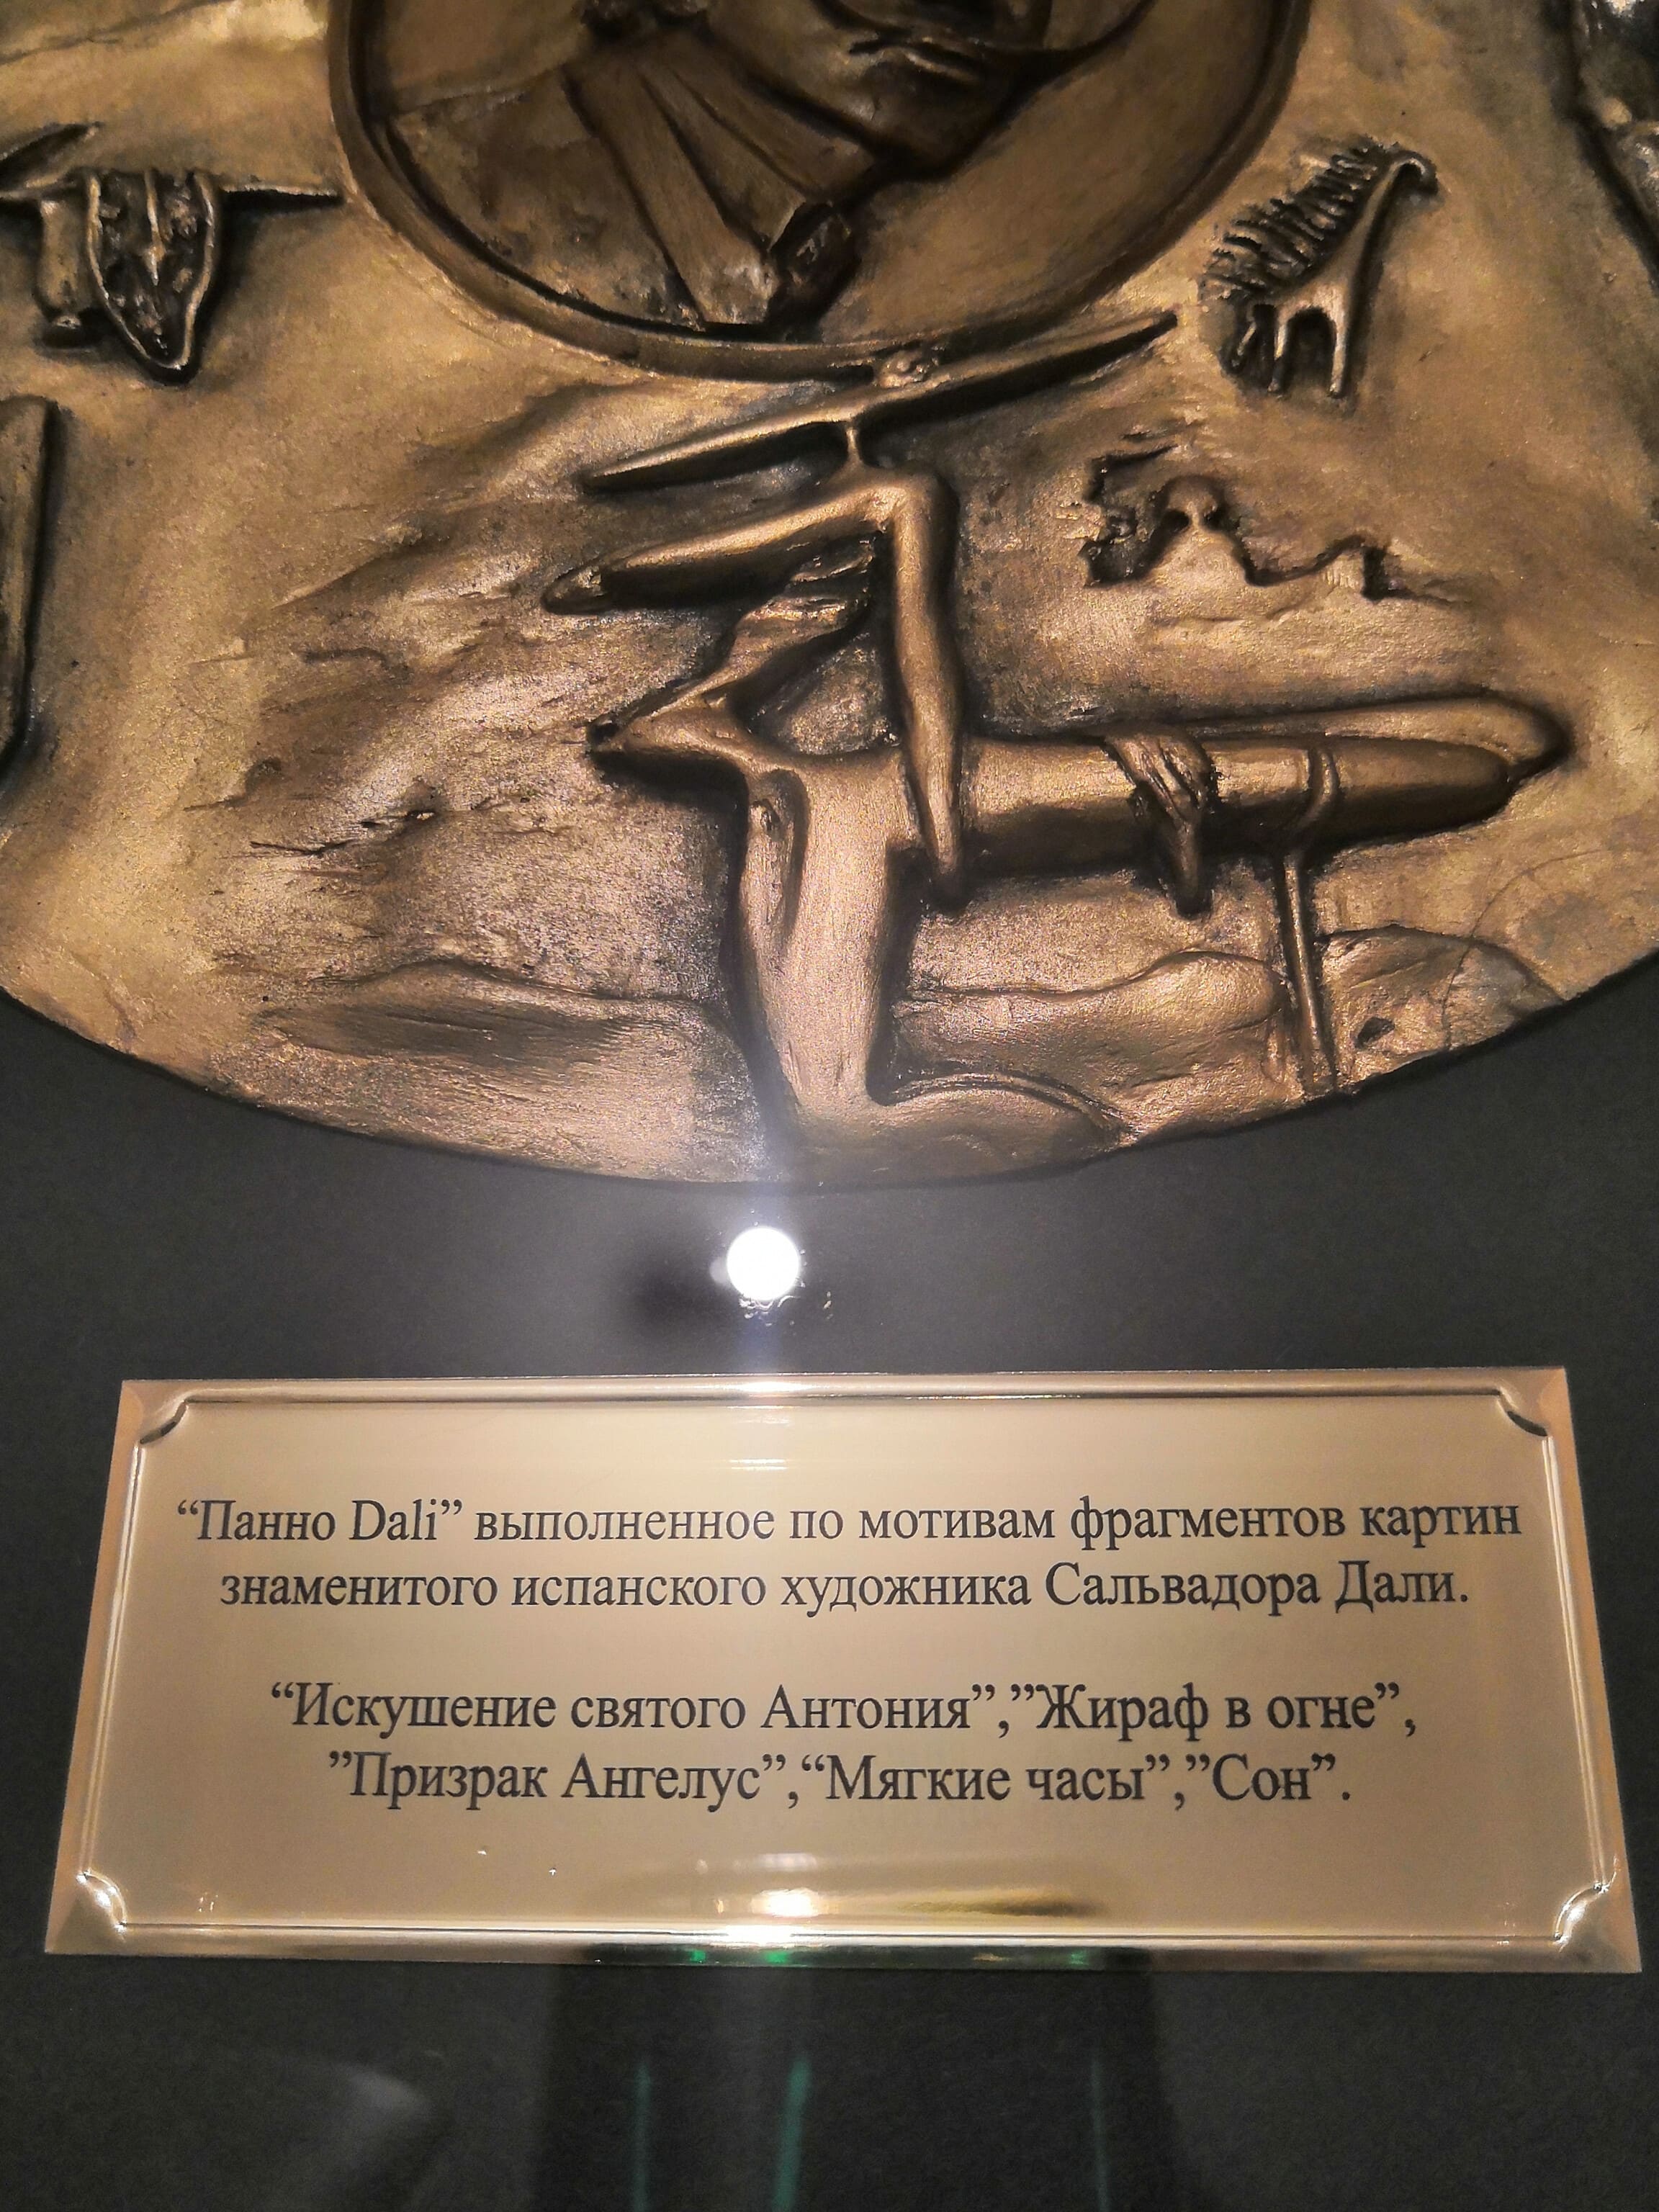 “Панно Dali” выполненное по мотивам фрагментов картин
знаменитого испанского художника Сальвадора Дали.
“Искушение святого Антония”,”Жираф в огне”,
”Призрак Ангелус”,“Мягкие часы”,”Сон”.